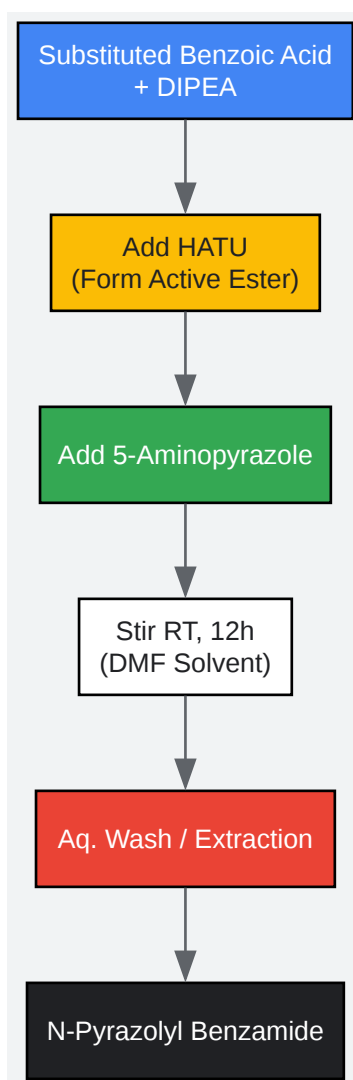 Substituted Benzoic Acid
+ DIPEA
Add HATU
(Form Active Ester)
Add 5-Aminopyrazole
Stir RT, 12h
(DMF Solvent)
Aq. Wash / Extraction
N-Pyrazolyl Benzamide